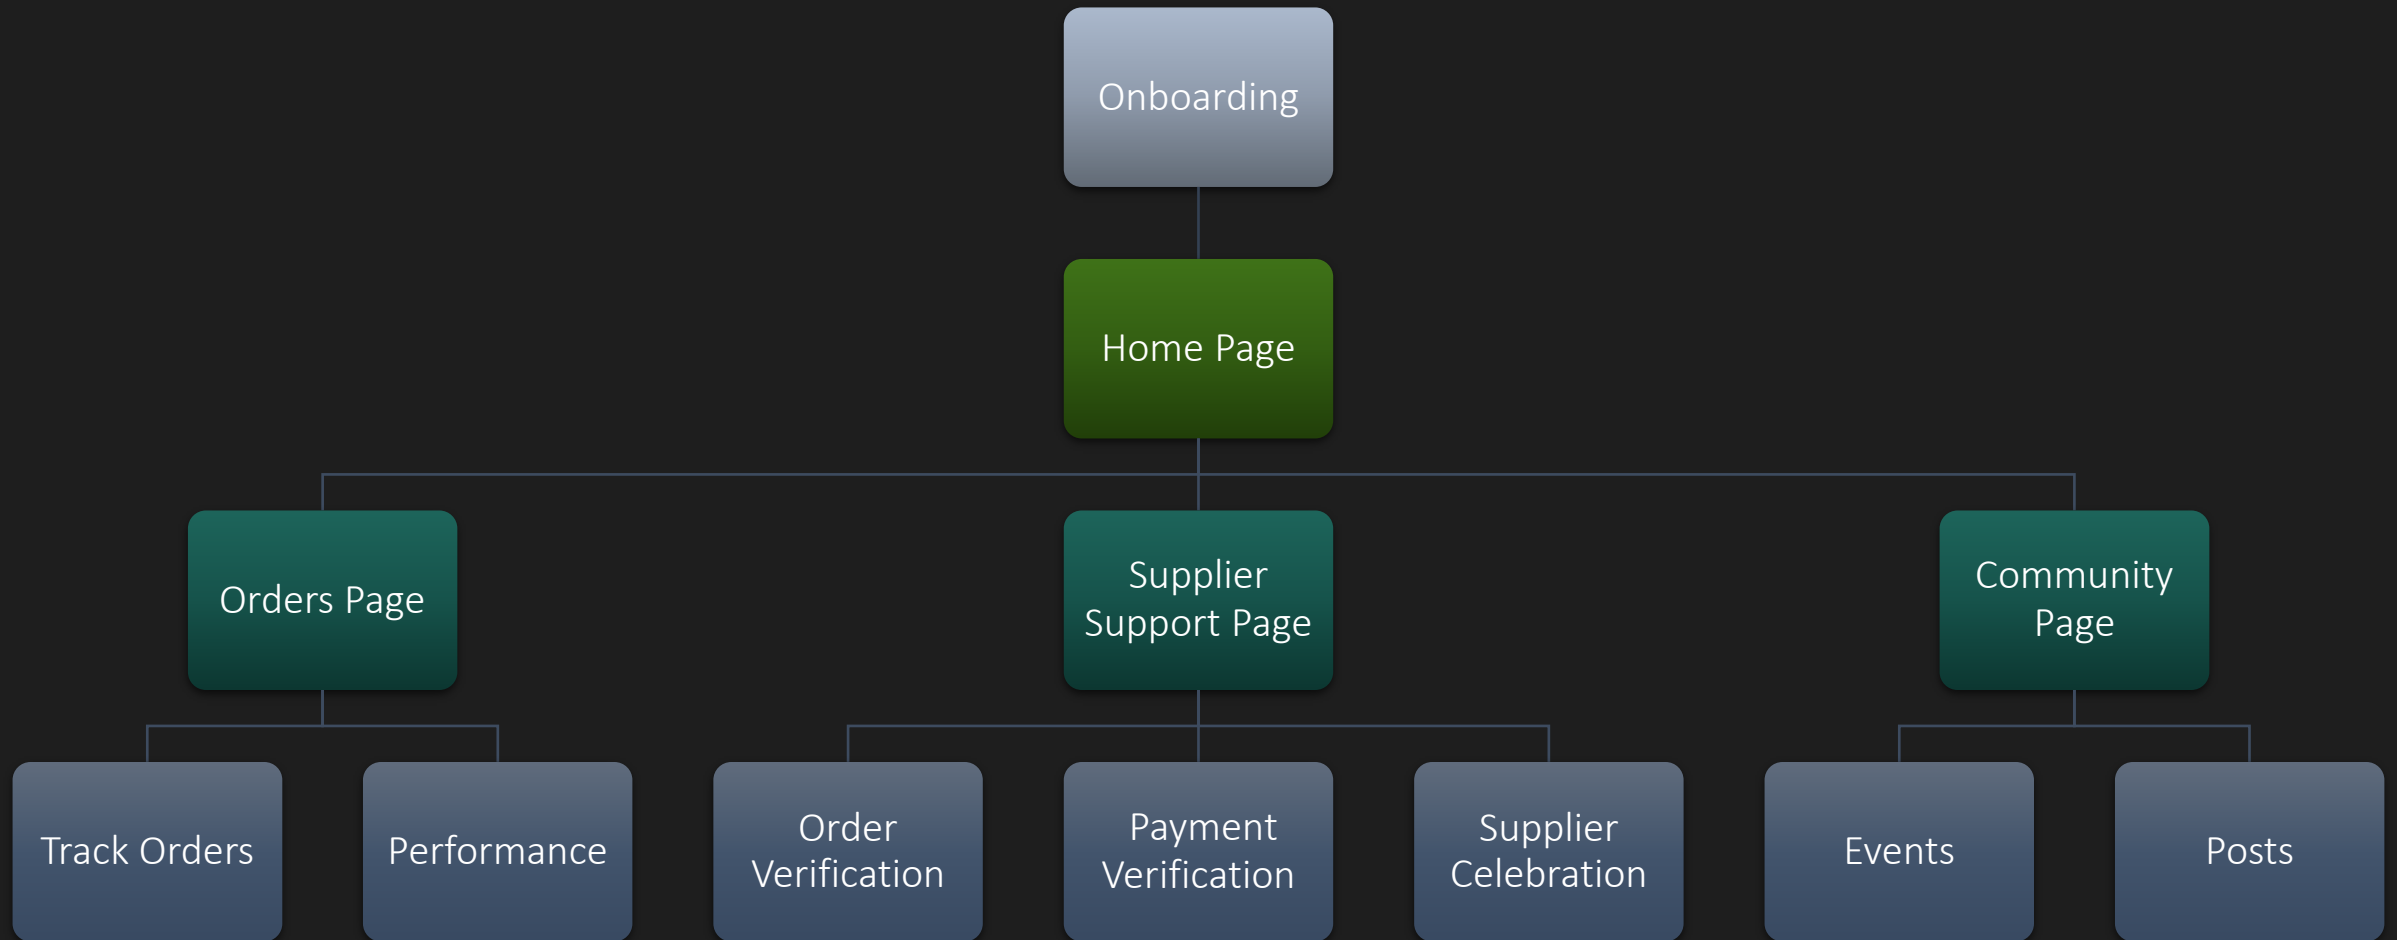 Onboarding
Home Page
Orders Page
Supplier
Support Page
Community
Page
Track Orders
Performance
Order
Verification
Payment
Verification
Supplier
Celebration
Events
Posts